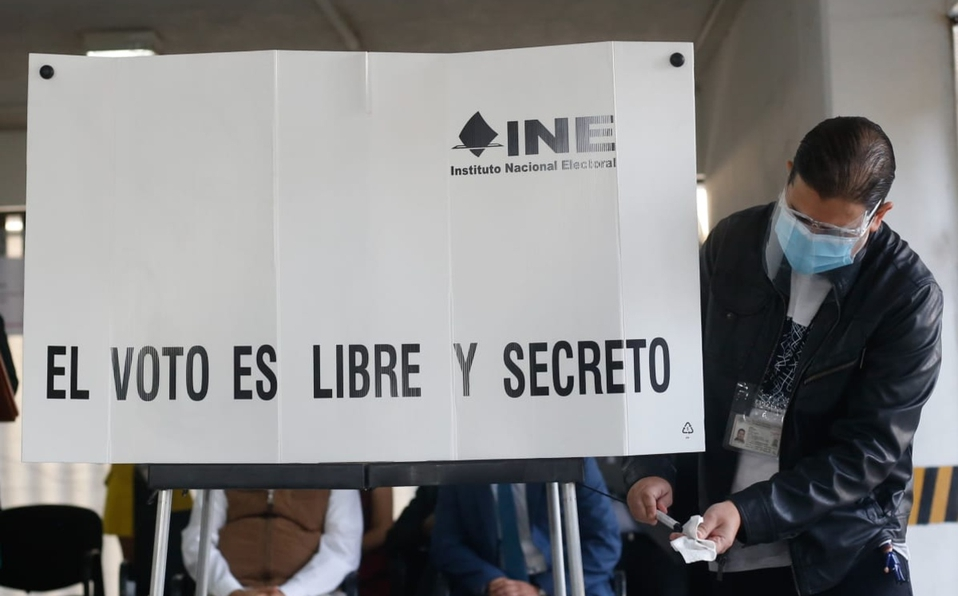 INE
Instituto Nacional Electoral
EL VOTO ES LIBRE Y SECRETO